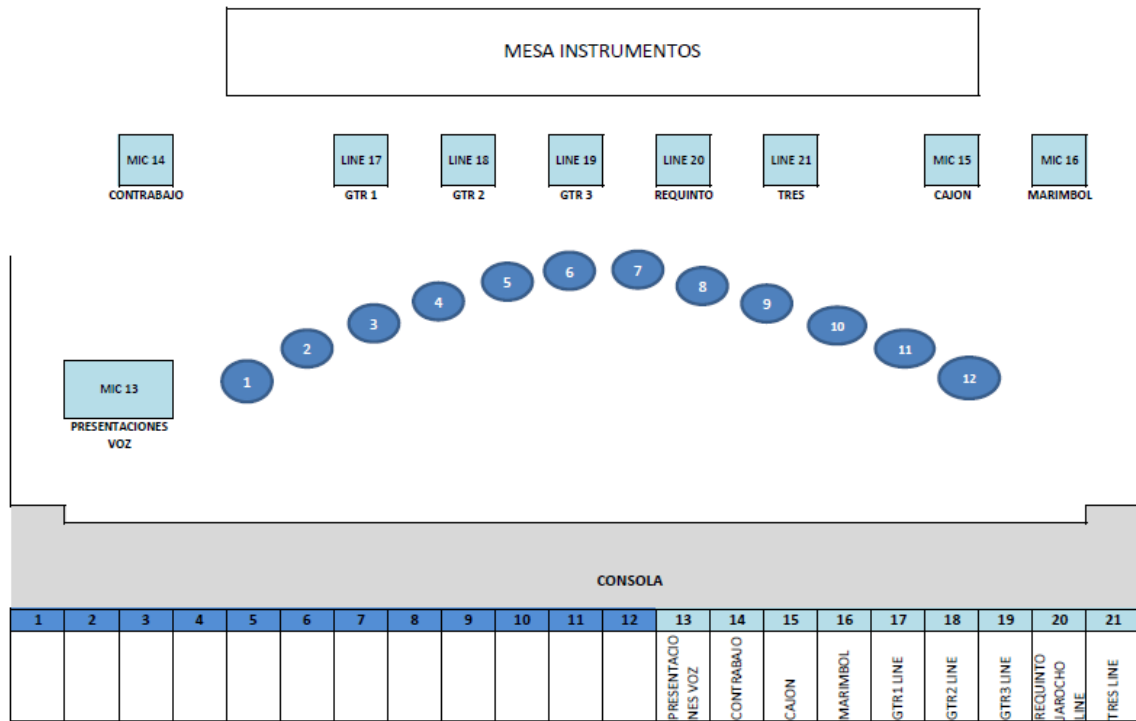 MESA INSTRUMENTOS
MIC 14
LINE 17
LINE 18
LINE 19
LINE 20
LINE 21
MIC 15
MIC 16
CONTRABAJO
GTR 1
GTR 2
GTR 3
REQUINTO
TRES
CAJON
MARIMBOL
1
2
3
4
5
6
7
8
9
10
11
12
MIC 13
PRESENTACIONES
VOZ
CONSOLA
1 2 3 4 5 6 7 8 9 10 11 12 13 14 15 16 17 18 19 20 21
PRESENTACIO
NES VOZ
CONTRABAJO
CAJON
MARIMBOL
GTR1 LINE
GTR2 LINE
GTR3 LINE
REQUINTO
JAROCHO
LINE
TRES LINE